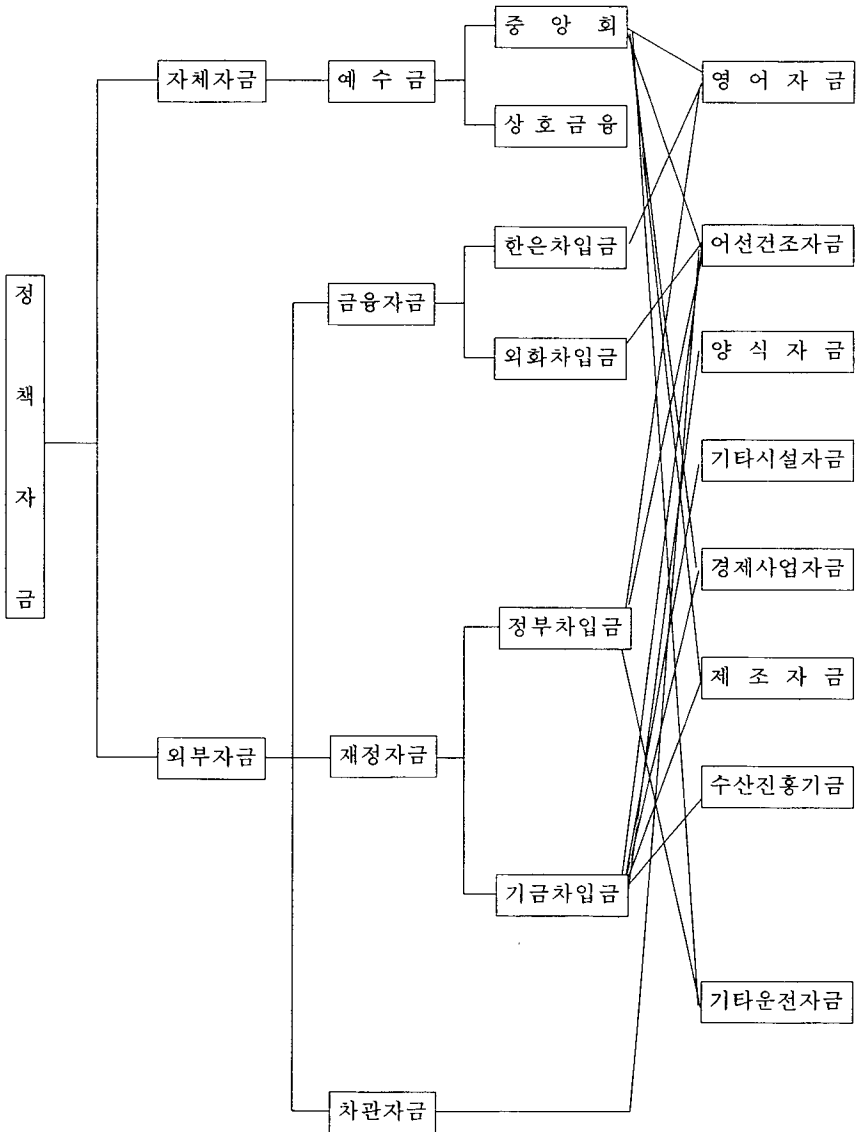 정책자금
자체자금
외부자금
예 수 금
금융자금
재정자금
차관자금
중 앙 회
상 호 금 융
한은차입금
외화차입금
정부차입금
기금차입금
영 어 자 금
어선건조자금
양 식 자 금
기타시설자금
경제사업자금
제 조 자 금
수산진흥기금
기타운전자금